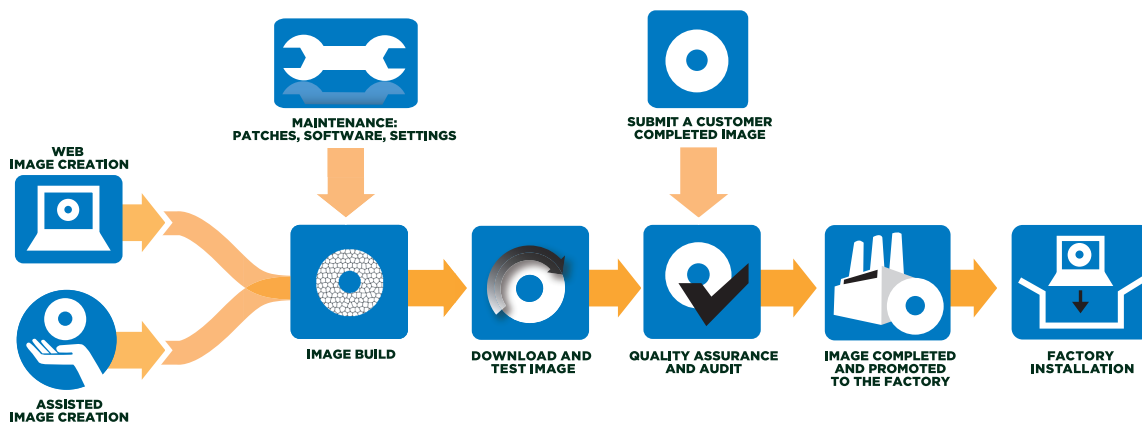 MAINTENANCE:
PATCHES, SOFTWARE, SETTINGS
SUBMIT A CUSTOMER
COMPLETED IMAGE
WEB
IMAGE CREATION
ASSISTED
IMAGE CREATION
IMAGE BUILD
DOWNLOAD AND
TEST IMAGE
QUALITY ASSURANCE
AND AUDIT
IMAGE COMPLETED
AND PROMOTED
TO THE FACTORY
FACTORY
INSTALLATION